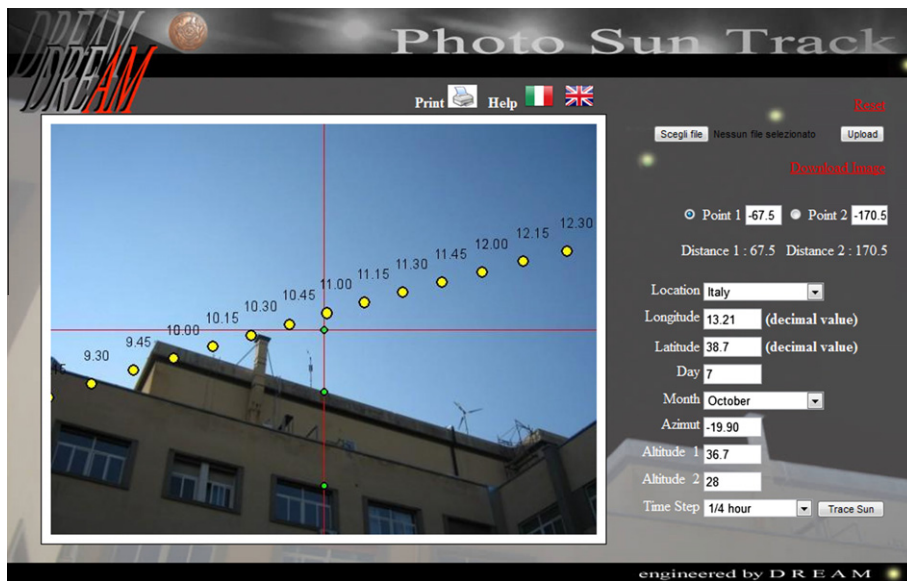 DREAM
DREAM
Photo Sun Track
Print Help
Reset
Scegli file Nessun file selezionato Upload
Download Image
Point 1 -67.5 Point 2 -170.5
Distance 1 : 67.5 Distance 2 : 170.5
Location Italy
Longitude 13.21 (decimal value)
Latitude 38.7 (decimal value)
Day 7
Month October
Azimut -19.90
Altitude 1 36.7
Altitude 2 28
Time Step 1/4 hour Trace Sun
9.30
9.45
10.00
10.15
10.30
10.45
11.00
11.15
11.30
11.45
12.00
12.15
12.30
engineered by D R E A M